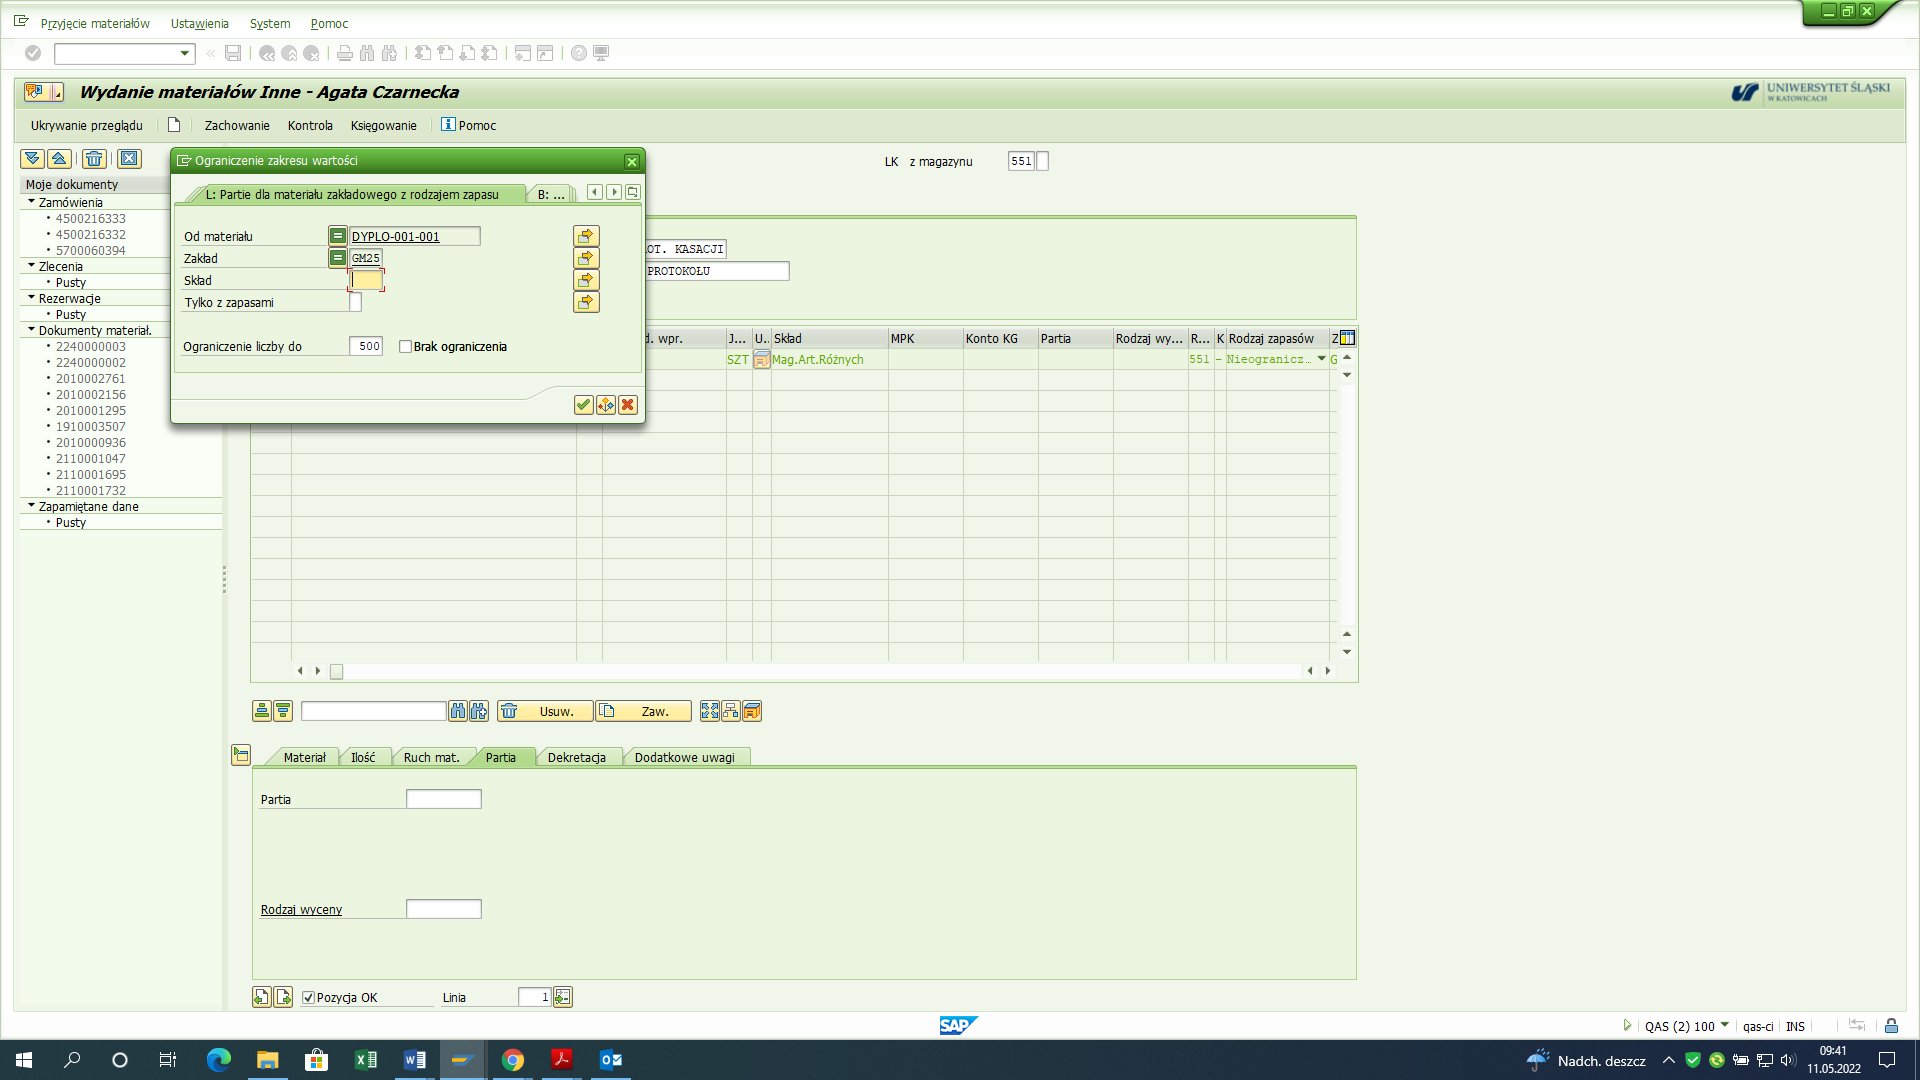 Przyjęcie materiałów Ustawienia System Pomoc
Wydanie materiałów Inne - Agata Czarnecka
UNIWERSYTET ŚLĄSKI
W KATOWICACH
Ukrywanie przeglądu Zachowanie Kontrola Księgowanie Pomoc
Ograniczenie zakresu wartości
L: Partie dla materiału zakładowego z rodzajem zapasu B: ...
Od materiału DYPLO-001-001
Zakład GM25
Skład
Tylko z zapasami
Ograniczenie liczby do 500 Brak ograniczenia
LK z magazynu 551
OT. KASACJI
PROTOKOŁU
Moje dokumenty
Zamówienia
4500216333
4500216332
5700060394
Zlecenia
Pusty
Rezerwacje
Pusty
Dokumenty materiał.
2240000003
2240000002
2010002761
2010002156
2010001295
1910003507
2010000936
2110001047
2110001695
2110001732
Zapamiętane dane
Pusty
d. wpr. J... U.. Skład MPK Konto KG Partia Rodzaj wy... R... K Rodzaj zapasów Z
SZT Mag.Art.Różnych 551 - Nieogranicz... G
Usuw. Zaw.
Materiał Ilość Ruch mat. Partia Dekretacja Dodatkowe uwagi
Partia
Rodzaj wyceny
Pozycja OK Linia 1
SAP
QAS (2) 100 qas-ci INS
Nadch. deszcz
09:41
11.05.2022